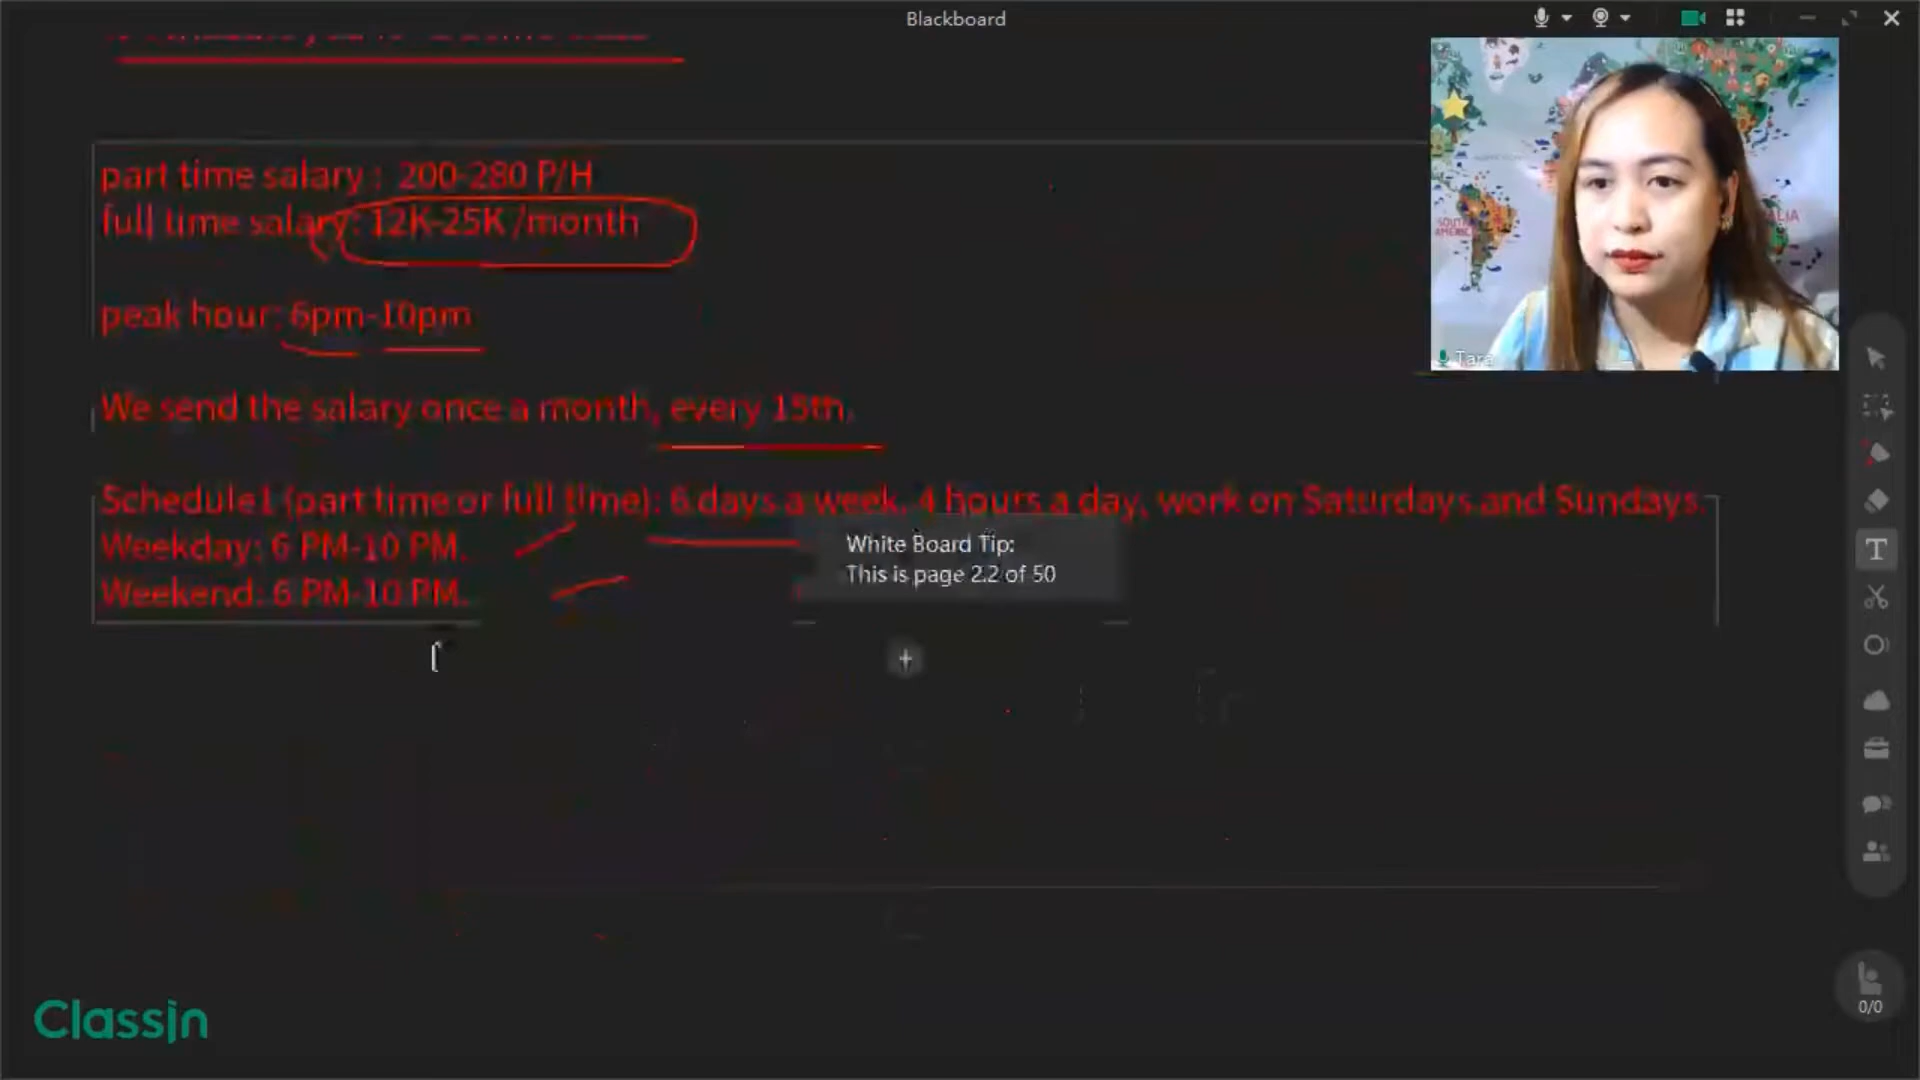 Blackboard
part time salary : 200-280 P/H
full time salary: 12K-25K /month
peak hour: 6pm-10pm
We send the salary once a month, every 15th.
Schedule1 (part time or full time): 6 days a week, 4 hours a day, work on Saturdays and Sundays.
Weekday: 6 PM-10 PM.
Weekend: 6 PM-10 PM.
White Board Tip:
This is page 2.2 of 50
Tara
SOUTH AMERICA
0/0
ClassIn